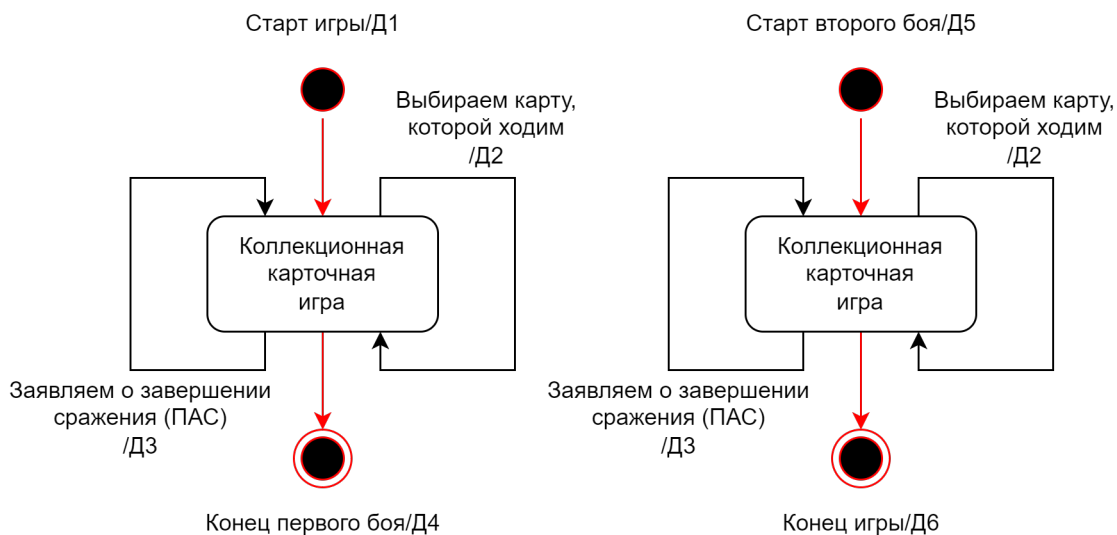 Старт игры/Д1
Выбираем карту,
которой ходим
/Д2
Коллекционная
карточная
игра
Заявляем о завершении
сражения (ПАС)
/Д3
Конец первого боя/Д4
Старт второго боя/Д5
Выбираем карту,
которой ходим
/Д2
Коллекционная
карточная
игра
Заявляем о завершении
сражения (ПАС)
/Д3
Конец игры/Д6